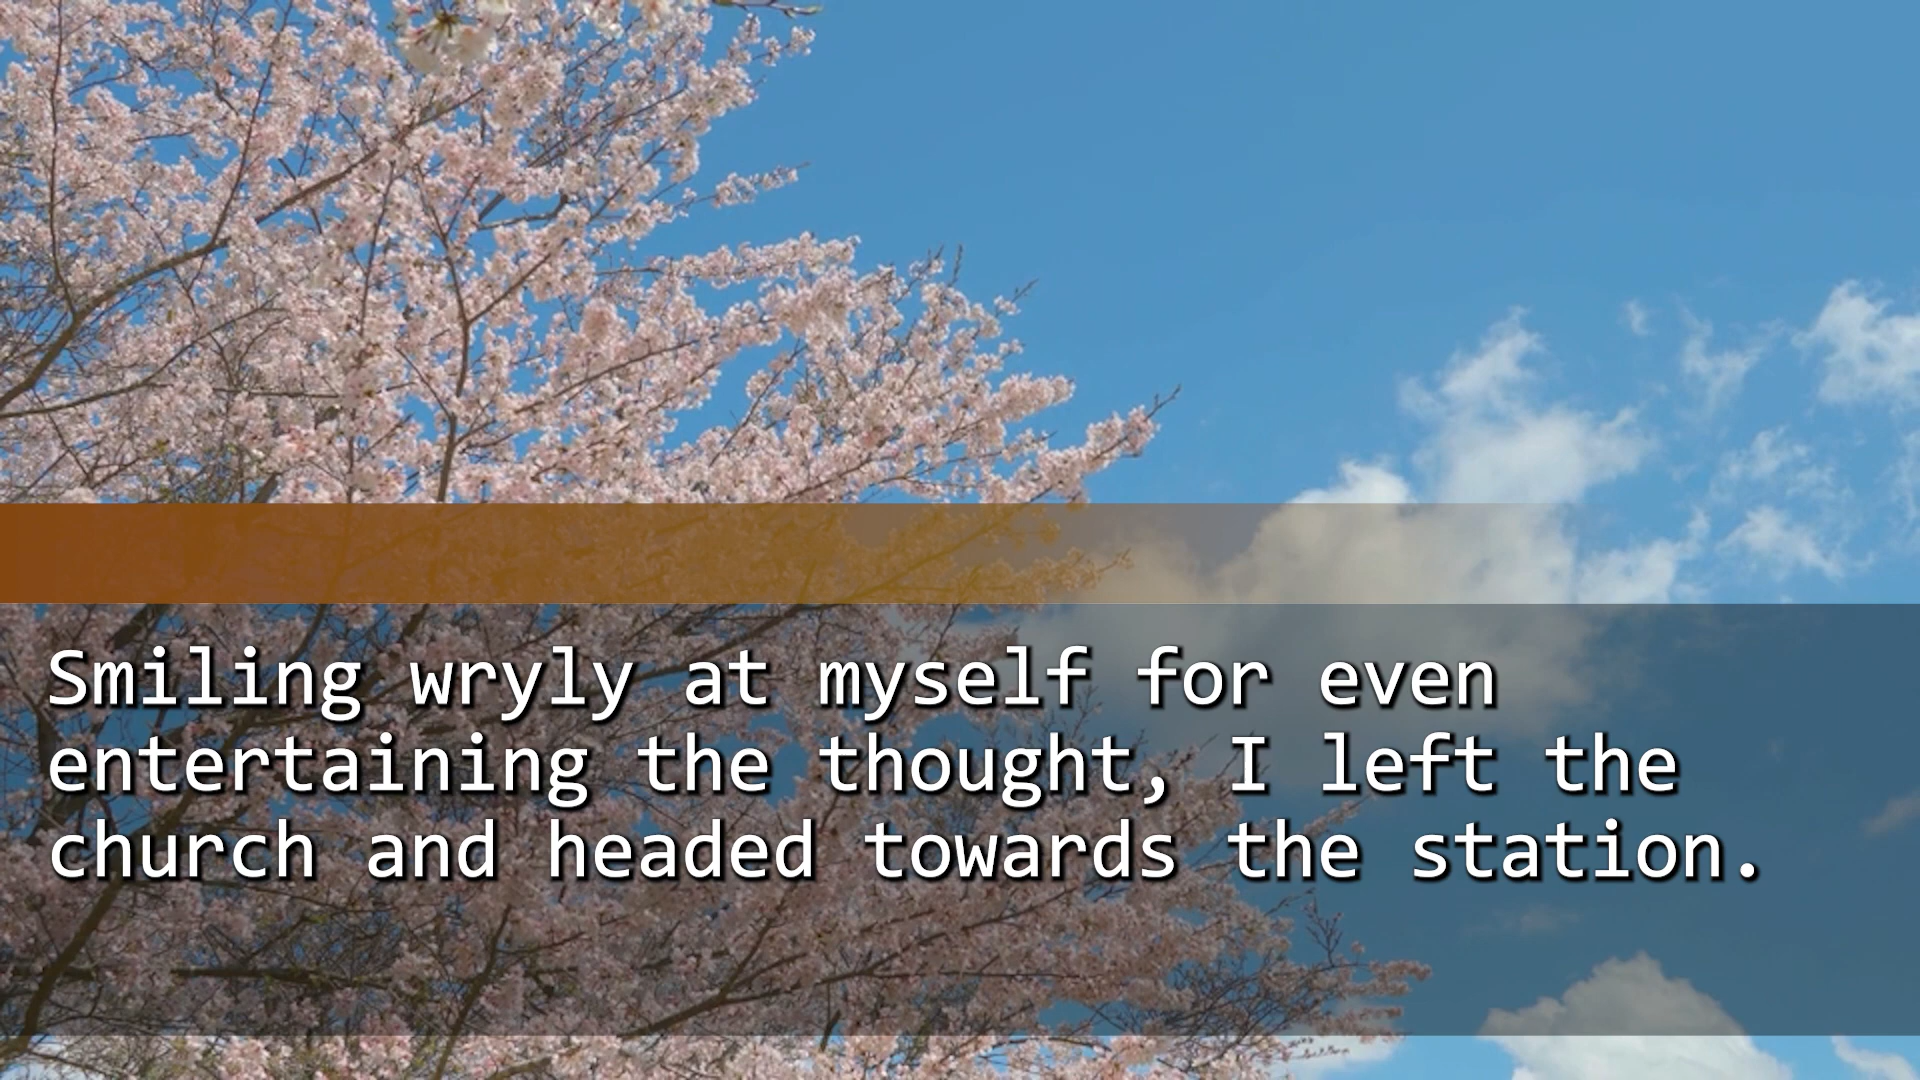 Smiling wryly at myself for even
entertaining the thought, I left the
church and headed towards the station.